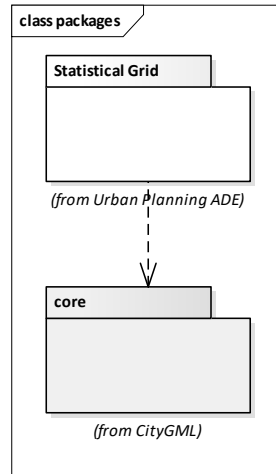 class packages
Statistical Grid
(from Urban Planning ADE)
core
(from CityGML)